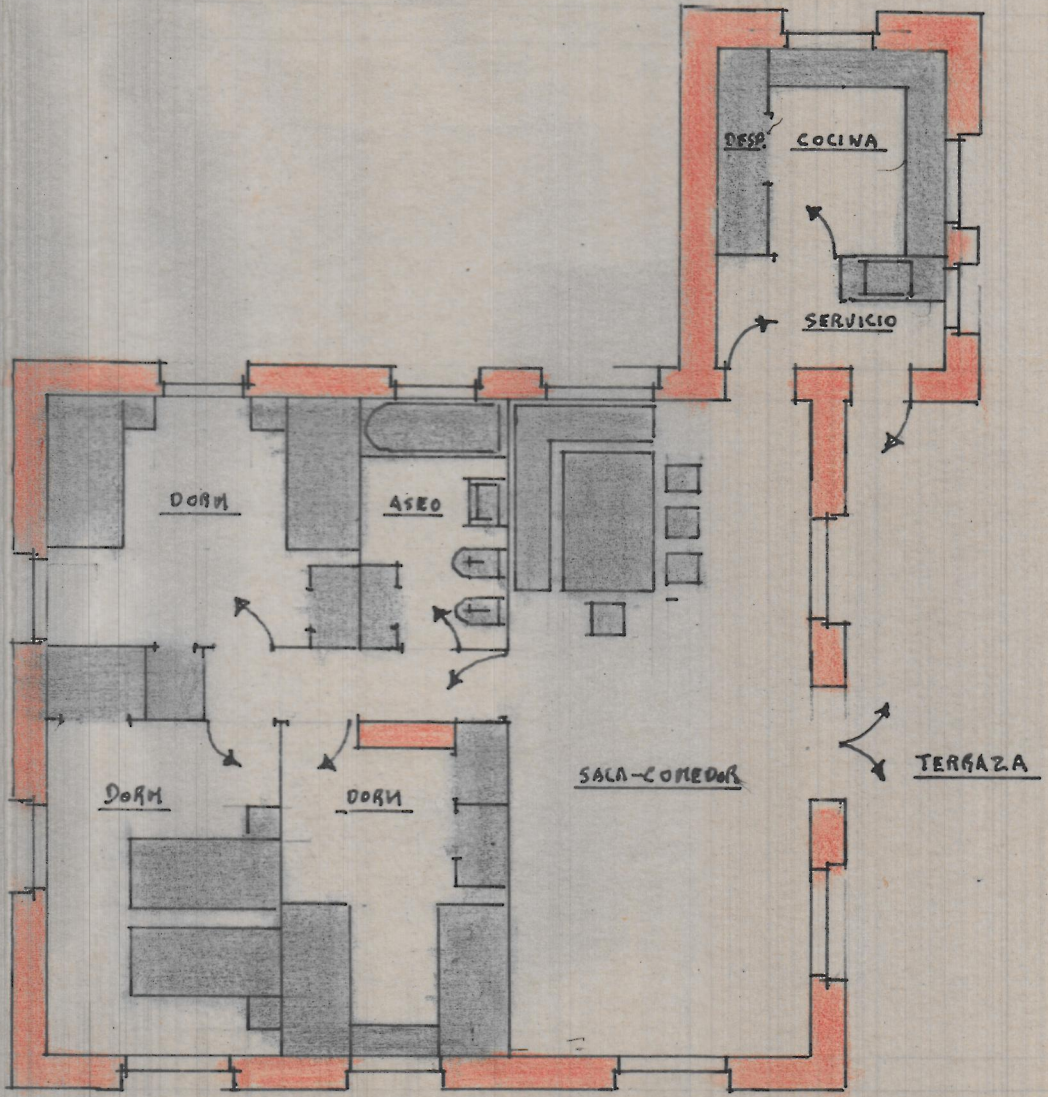 DESP.
COCINA
SERVICIO
DORM
ASEO
DORM
DORM
SALA-COMEDOR
TERRAZA